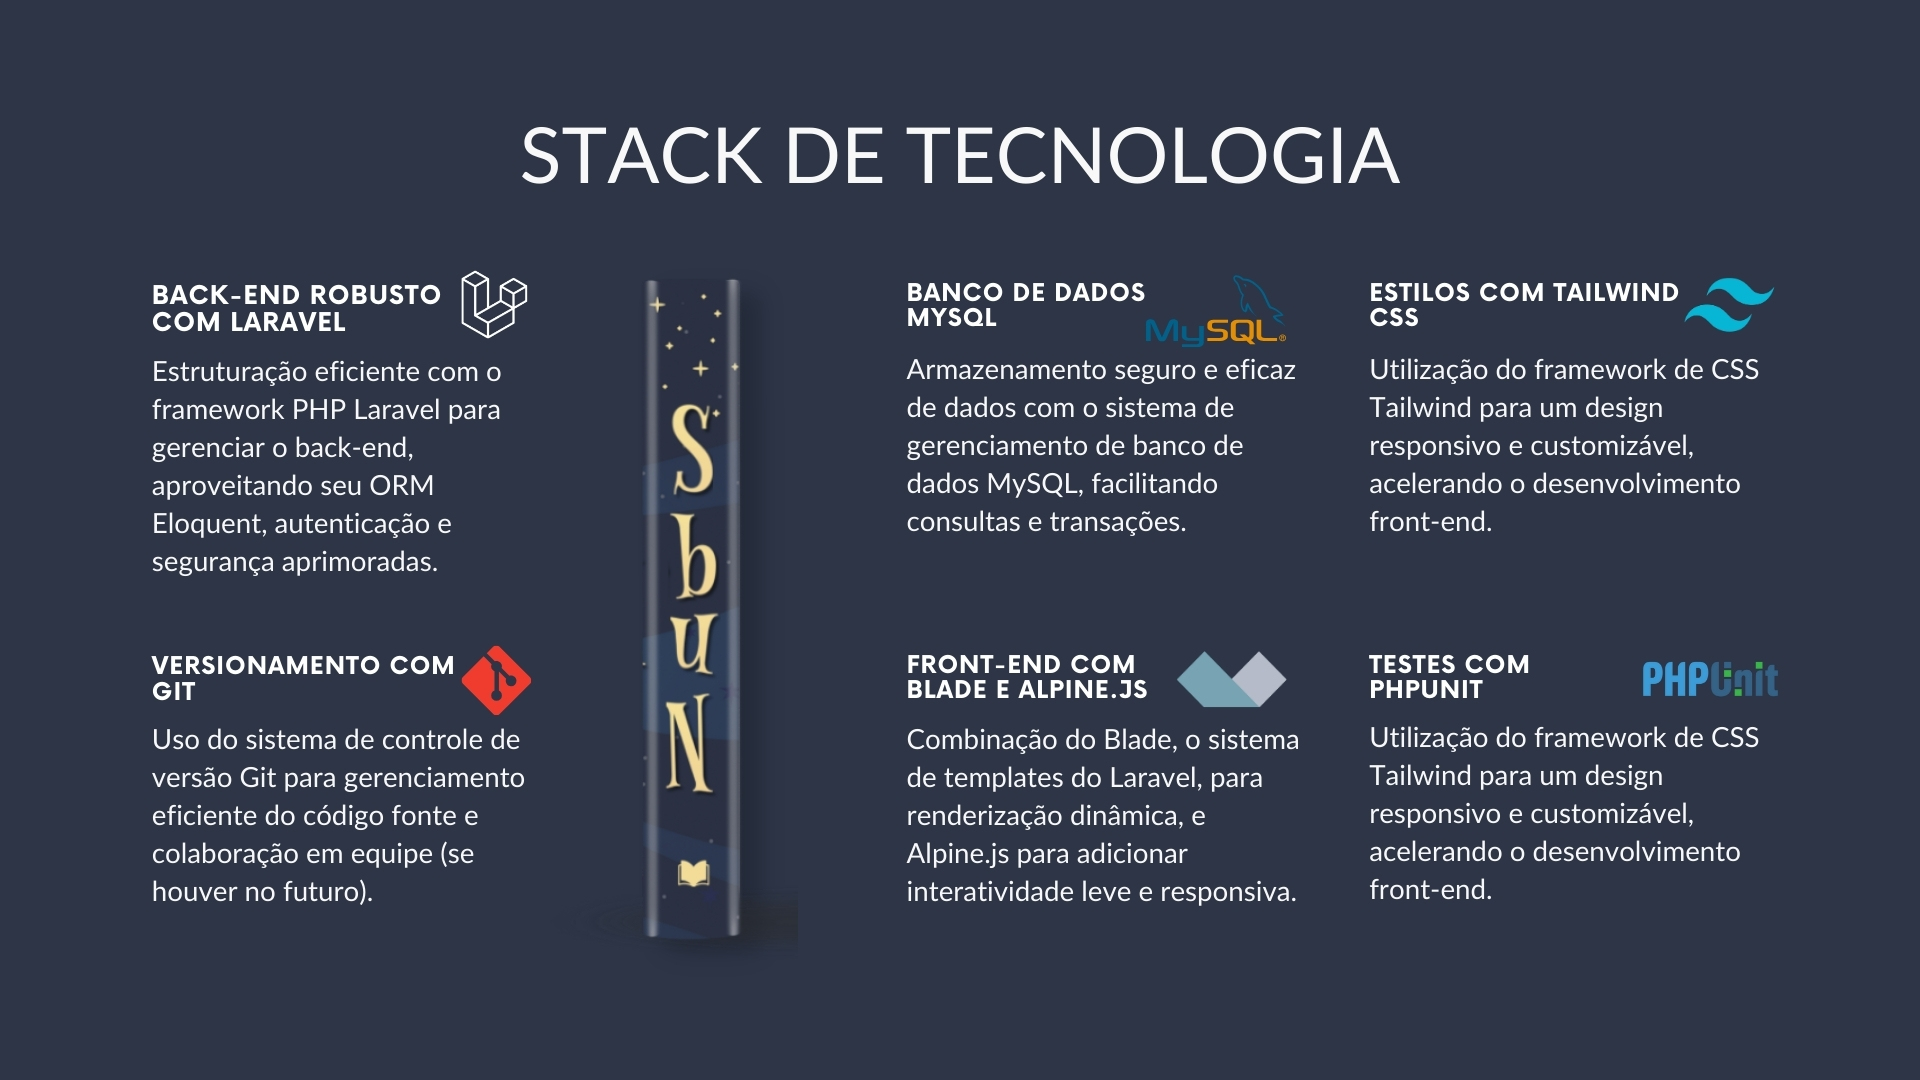 STACK DE TECNOLOGIA
BACK-END ROBUSTO
COM LARAVEL
Estruturação eficiente com o
framework PHP Laravel para
gerenciar o back-end,
aproveitando seu ORM
Eloquent, autenticação e
segurança aprimoradas.
VERSIONAMENTO COM
GIT
Uso do sistema de controle de
versão Git para gerenciamento
eficiente do código fonte e
colaboração em equipe (se
houver no futuro).
S
b
u
N
BANCO DE DADOS
MYSQL
MySQL®
Armazenamento seguro e eficaz
de dados com o sistema de
gerenciamento de banco de
dados MySQL, facilitando
consultas e transações.
FRONT-END COM
BLADE E ALPINE.JS
Combinação do Blade, o sistema
de templates do Laravel, para
renderização dinâmica, e
Alpine.js para adicionar
interatividade leve e responsiva.
ESTILOS COM TAILWIND
CSS
Utilização do framework de CSS
Tailwind para um design
responsivo e customizável,
acelerando o desenvolvimento
front-end.
TESTES COM
PHPUNIT
PHPUnit
Utilização do framework de CSS
Tailwind para um design
responsivo e customizável,
acelerando o desenvolvimento
front-end.